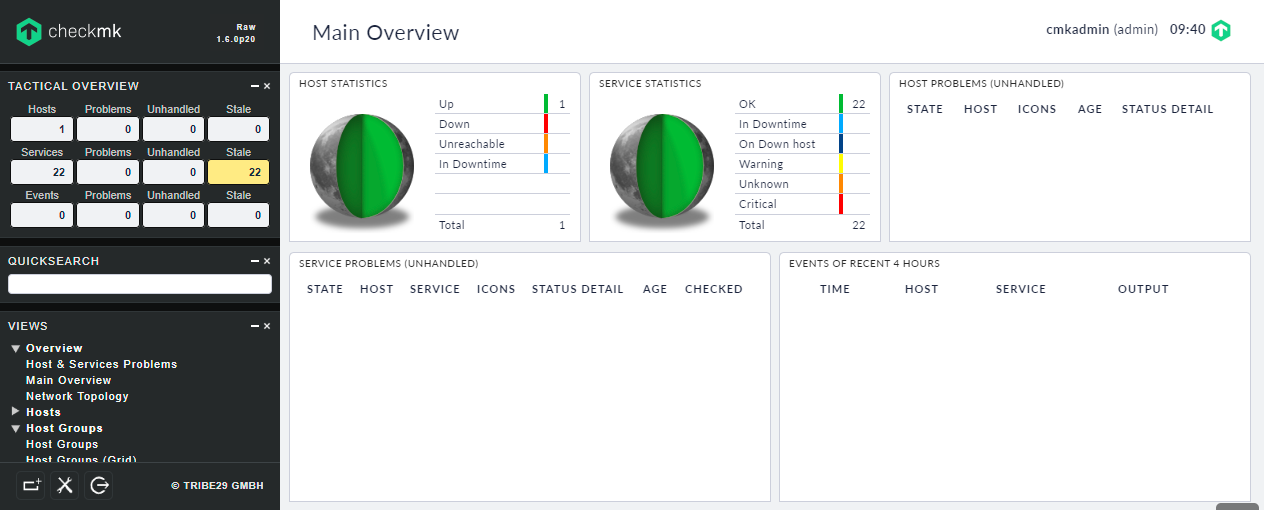 checkmk
Raw
1.6.0p20
Main Overview
cmkadmin (admin) 09:40
TACTICAL OVERVIEW
Hosts Problems Unhandled Stale
1 0 0 0
Services Problems Unhandled Stale
22 0 0 22
Events Problems Unhandled Stale
0 0 0 0
QUICKSEARCH
VIEWS
Overview
Host & Services Problems
Main Overview
Network Topology
Hosts
Host Groups
Host Groups
Host Groups (Grid)
© TRIBE29 GMBH
HOST STATISTICS
Up 1
Down
Unreachable
In Downtime
Total 1
SERVICE STATISTICS
OK 22
In Downtime
On Down host
Warning
Unknown
Critical
Total 22
HOST PROBLEMS (UNHANDLED)
STATE HOST ICONS AGE STATUS DETAIL
SERVICE PROBLEMS (UNHANDLED)
STATE HOST SERVICE ICONS STATUS DETAIL AGE CHECKED
EVENTS OF RECENT 4 HOURS
TIME HOST SERVICE OUTPUT